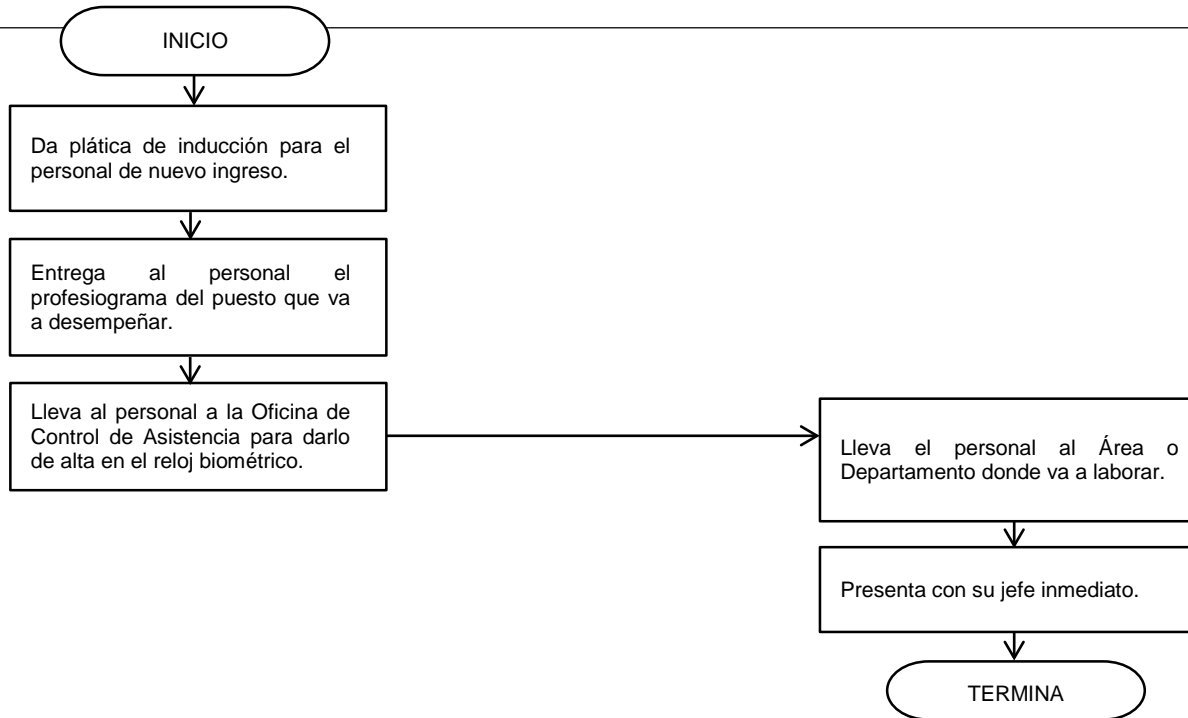 INICIO
Da plática de inducción para el
personal de nuevo ingreso.
Entrega al personal el
profesiograma del puesto que va
a desempeñar.
Lleva al personal a la Oficina de
Control de Asistencia para darlo
de alta en el reloj biométrico.
Lleva el personal al Área o
Departamento donde va a laborar.
Presenta con su jefe inmediato.
TERMINA